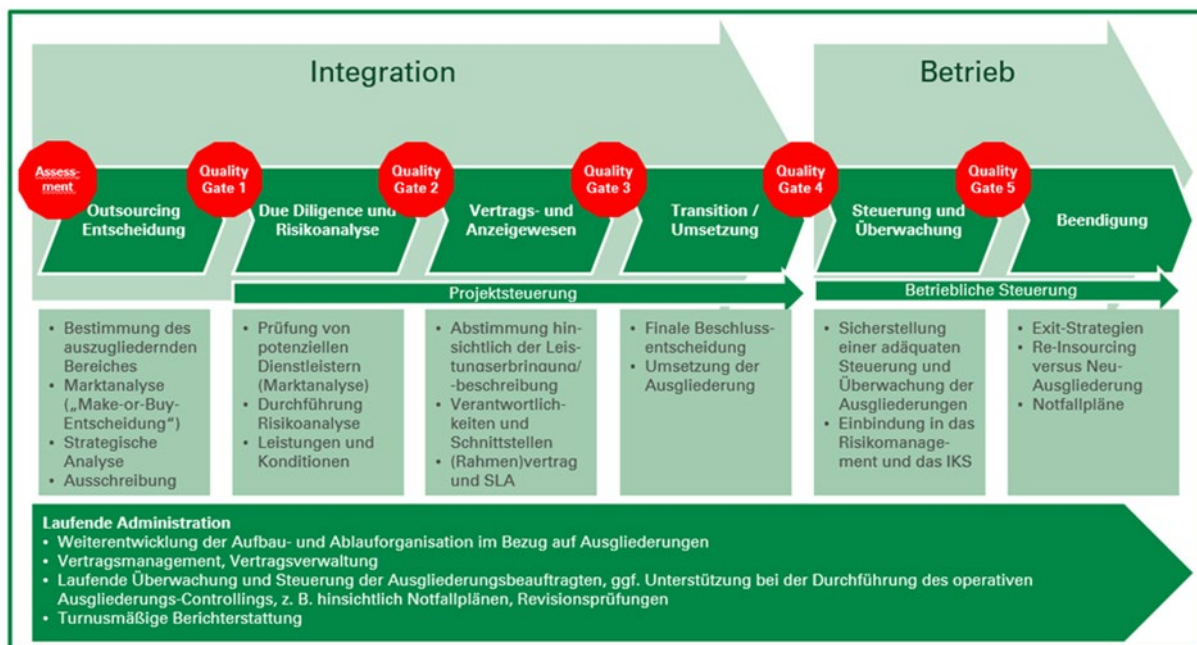 Integration
Betrieb
Assess-
ment
Quality
Gate 1
Quality
Gate 2
Quality
Gate 3
Quality
Gate 4
Quality
Gate 5
Outsourcing
Entscheidung
Due Diligence und
Risikoanalyse
Vertrags- und
Anzeigewesen
Transition /
Umsetzung
Steuerung und
Überwachung
Beendigung
Projektsteuerung
Betriebliche Steuerung
• Bestimmung des
auszugliedernden
Bereiches
• Marktanalyse
(„Make-or-Buy-
Entscheidung“)
• Strategische
Analyse
• Ausschreibung
• Prüfung von
potenziellen
Dienstleistern
(Marktanalyse)
• Durchführung
Risikoanalyse
• Leistungen und
Konditionen
• Abstimmung hin-
sichtlich der Leis-
tungserbringung/
-beschreibung
• Verantwortlich-
keiten und
Schnittstellen
• (Rahmen)vertrag
und SLA
• Finale Beschluss-
entscheidung
• Umsetzung der
Ausgliederung
• Sicherstellung
einer adäquaten
Steuerung und
Überwachung der
Ausgliederungen
• Einbindung in das
Risikomanage-
ment und das IKS
• Exit-Strategien
• Re-Insourcing
versus Neu-
Ausgliederung
• Notfallpläne
Laufende Administration
• Weiterentwicklung der Aufbau- und Ablauforganisation im Bezug auf Ausgliederungen
• Vertragsmanagement, Vertragsverwaltung
• Laufende Überwachung und Steuerung der Ausgliederungsbeauftragten, ggf. Unterstützung bei der Durchführung des operativen
Ausgliederungs-Controllings, z. B. hinsichtlich Notfallplänen, Revisionsprüfungen
• Turnusmäßige Berichterstattung